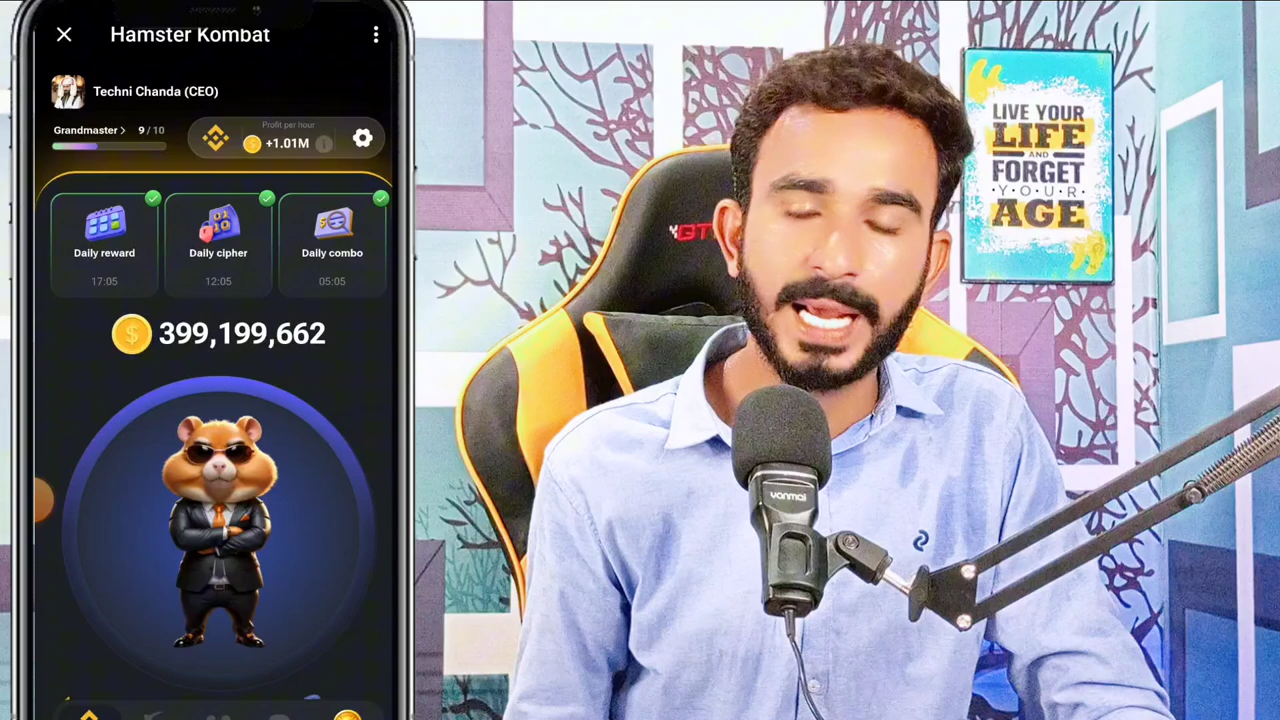 Hamster Kombat
Techni Chanda (CEO)
Grandmaster > 9 / 10
Profit per hour
+1.01M
Daily reward
Daily cipher
Daily combo
17:05
12:05
05:05
399,199,662
GT
LIVE YOUR
LIFE
AND
FORGET
YOUR
AGE
yanmai